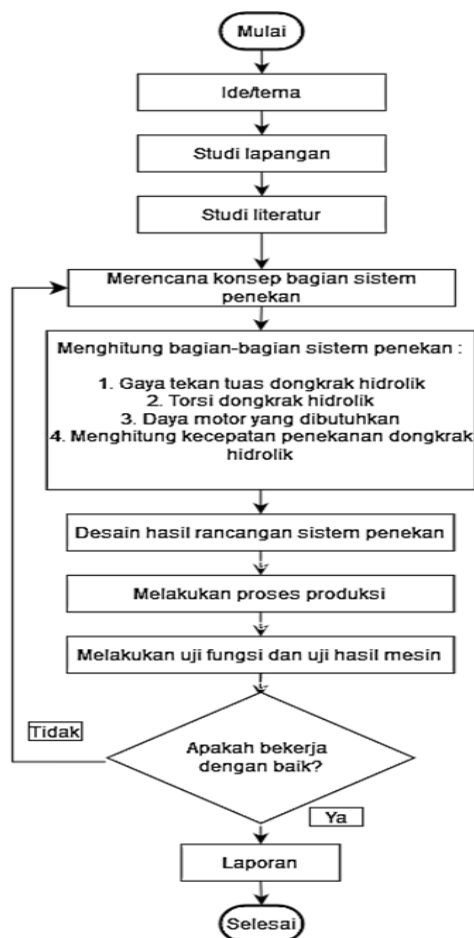 Mulai
Ide/tema
Studi lapangan
Studi literatur
Merencana konsep bagian sistem
penekan
Menghitung bagian-bagian sistem penekan :
1. Gaya tekan tuas dongkrak hidrolik
2. Torsi dongkrak hidrolik
3. Daya motor yang dibutuhkan
4. Menghitung kecepatan penekanan dongkrak
hidrolik
Desain hasil rancangan sistem penekan
Melakukan proses produksi
Melakukan uji fungsi dan uji hasil mesin
Tidak
Apakah bekerja
dengan baik?
Ya
Laporan
Selesai